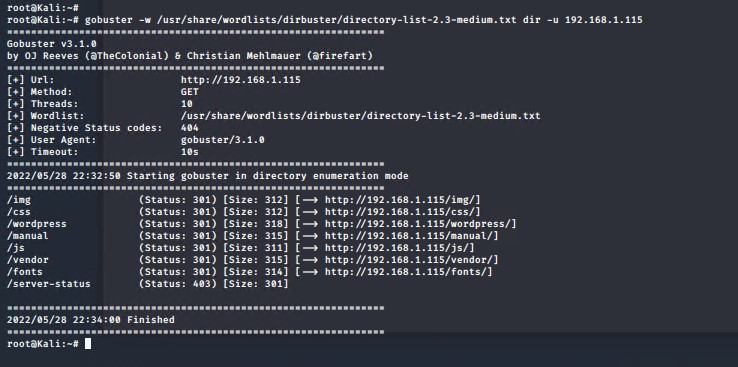 root@Kali:~#
root@Kali:~# gobuster -w /usr/share/wordlists/dirbuster/directory-list-2.3-medium.txt dir -u 192.168.1.115
===============================================================
Gobuster v3.1.0
by OJ Reeves (@TheColonial) & Christian Mehlmauer (@firefart)
===============================================================
[+] Url:                     http://192.168.1.115
[+] Method:                  GET
[+] Threads:                 10
[+] Wordlist:                /usr/share/wordlists/dirbuster/directory-list-2.3-medium.txt
[+] Negative Status codes:   404
[+] User Agent:              gobuster/3.1.0
[+] Timeout:                 10s
===============================================================
2022/05/28 22:32:50 Starting gobuster in directory enumeration mode
===============================================================
/img                  (Status: 301) [Size: 312] [--> http://192.168.1.115/img/]
/css                  (Status: 301) [Size: 312] [--> http://192.168.1.115/css/]
/wordpress            (Status: 301) [Size: 318] [--> http://192.168.1.115/wordpress/]
/manual               (Status: 301) [Size: 315] [--> http://192.168.1.115/manual/]
/js                   (Status: 301) [Size: 311] [--> http://192.168.1.115/js/]
/vendor               (Status: 301) [Size: 315] [--> http://192.168.1.115/vendor/]
/fonts                (Status: 301) [Size: 314] [--> http://192.168.1.115/fonts/]
/server-status        (Status: 403) [Size: 301]
===============================================================
2022/05/28 22:34:00 Finished
===============================================================
root@Kali:~#